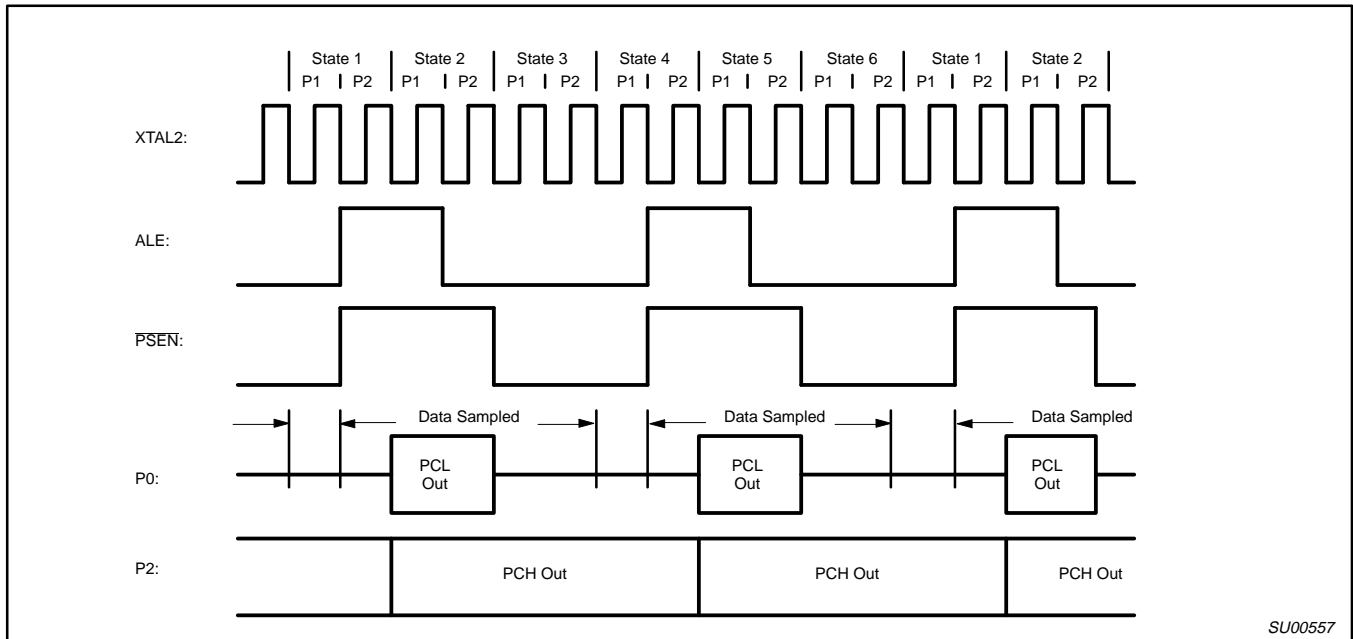 State 1 State 2 State 3 State 4 State 5 State 6 State 1 State 2
P1 P2 P1 P2 P1 P2 P1 P2 P1 P2 P1 P2 P1 P2 P1 P2
XTAL2:
ALE:
PSEN:
Data Sampled Data Sampled Data Sampled
P0:
PCL
Out
PCL
Out
PCL
Out
P2:
PCH Out PCH Out PCH Out
SU00557